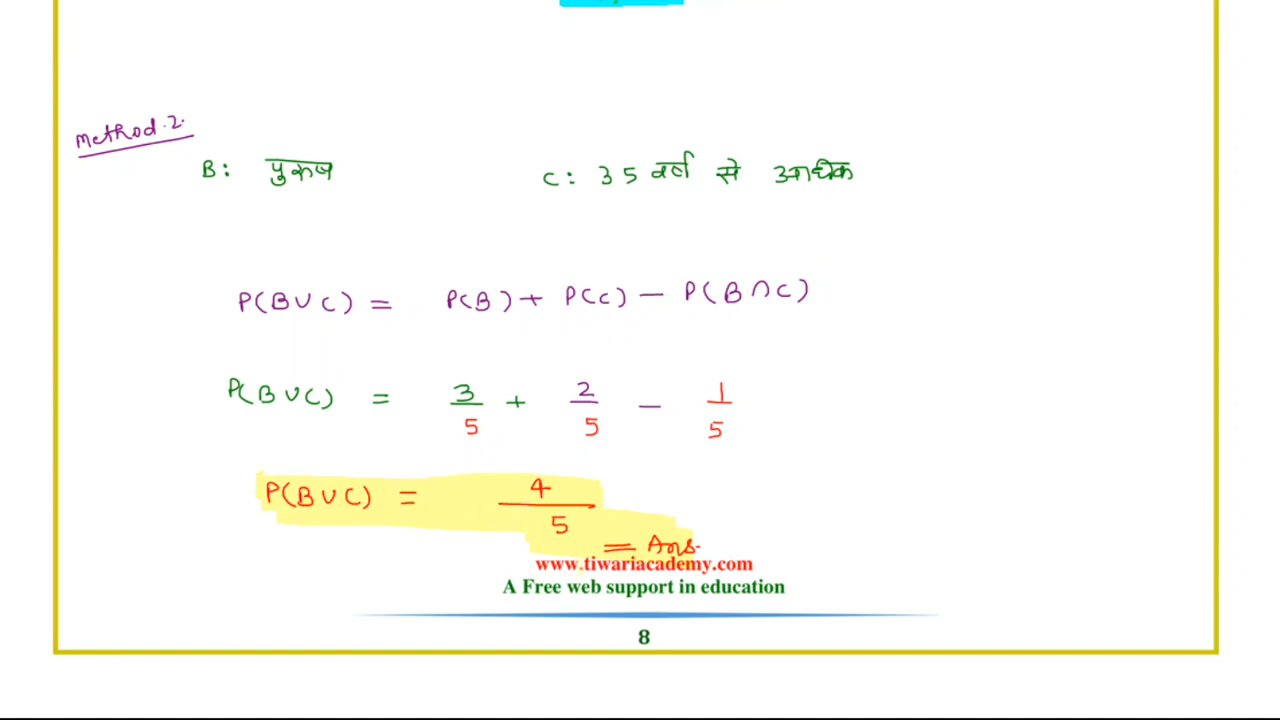 Method.2.
B: पुरुष C: 35 वर्ष से अधिक
P(B∪C) = P(B) + P(C) − P(B∩C)
P(B∪C) = 3/5 + 2/5 − 1/5
P(B∪C) = 4/5
= Ans.
www.tiwariacademy.com
A Free web support in education
8